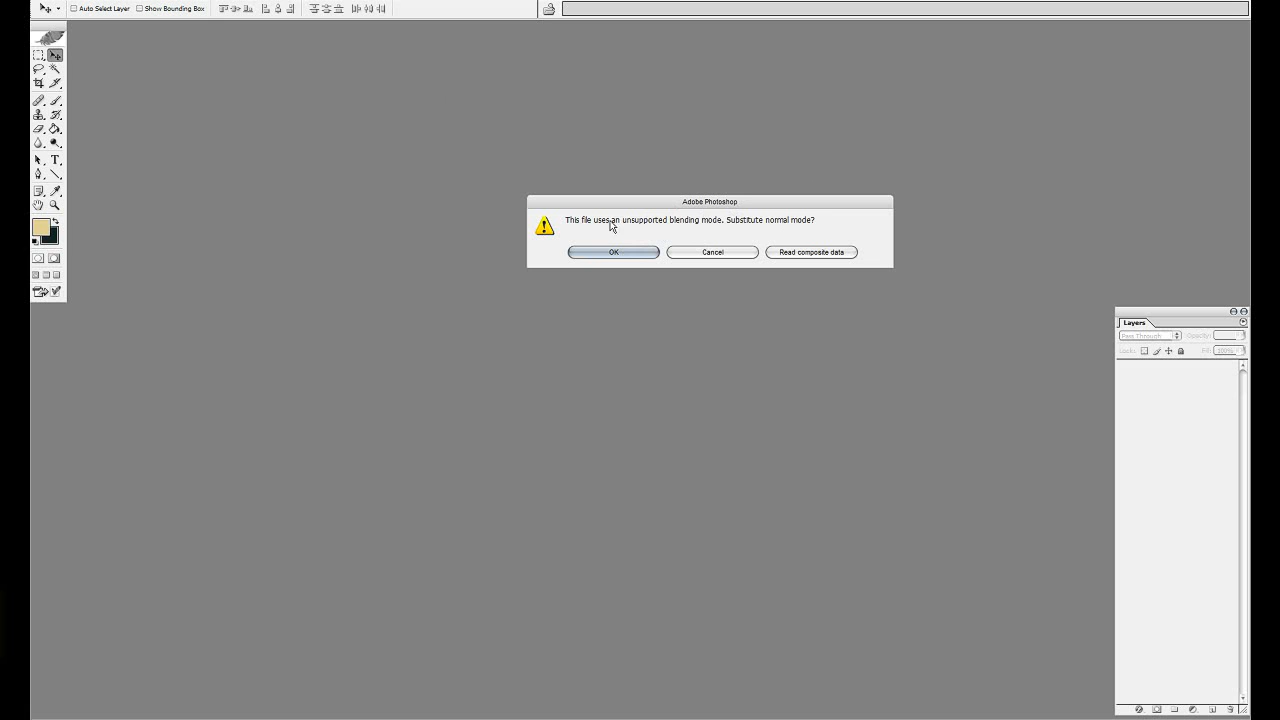 Auto Select Layer Show Bounding Box
Adobe Photoshop
This file uses an unsupported blending mode. Substitute normal mode?
OK Cancel Read composite data
Layers
Pass Through Opacity:
Lock: Fill: 100%